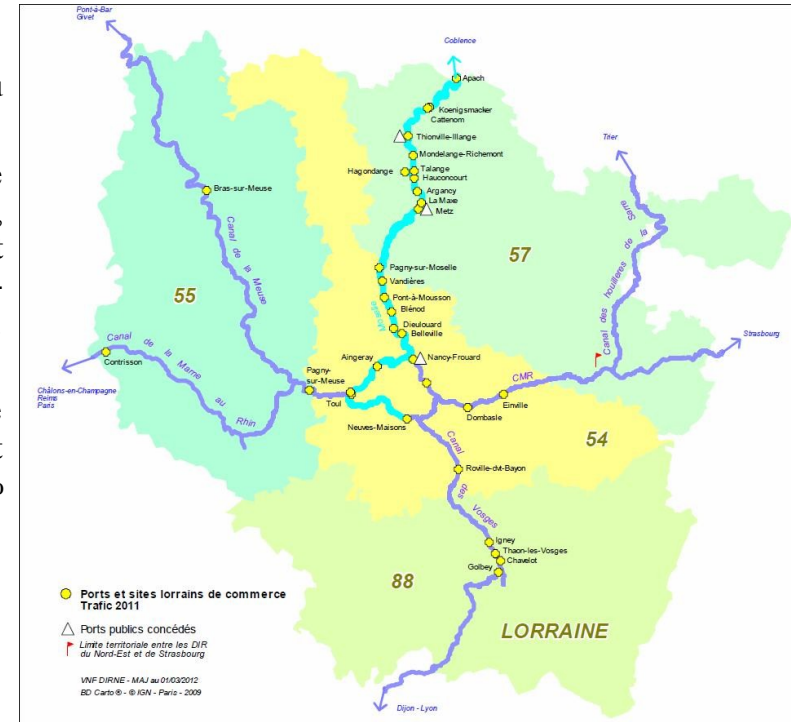 Pont-à-Bar
Givet
Coblence
Apach
Koenigsmacker
Cattenom
Thionville-Illange
Trier
Mondelange-Richemont
Talange
Hagondange
Hauconcourt
Argancy
Bras-sur-Meuse
La Maxe
Metz
Canal de la Meuse
57
Canal des houillères de la Sarre
Pagny-sur-Moselle
Vandières
55
Pont-à-Mousson
Moselle
Blénod
Dieulouard
Belleville
Strasbourg
Canal de la Marne au Rhin
Contrisson
Aingeray
Nancy-Frouard
Châlons-en-Champagne
Reims
Paris
Pagny-
sur-Meuse
CMR
Toul
Einville
Dombasle
Neuves-Maisons
54
Canal des Vosges
Roville-dvt-Bayon
Igney
Thaon-les-Vosges
Chavelot
Golbey
88
LORRAINE
Ports et sites lorrains de commerce
Trafic 2011
Ports publics concédés
Limite territoriale entre les DIR
du Nord-Est et de Strasbourg
VNF DIRNE - MAJ au 01/03/2012
BD Carto ® - © IGN - Paris - 2009
Dijon - Lyon